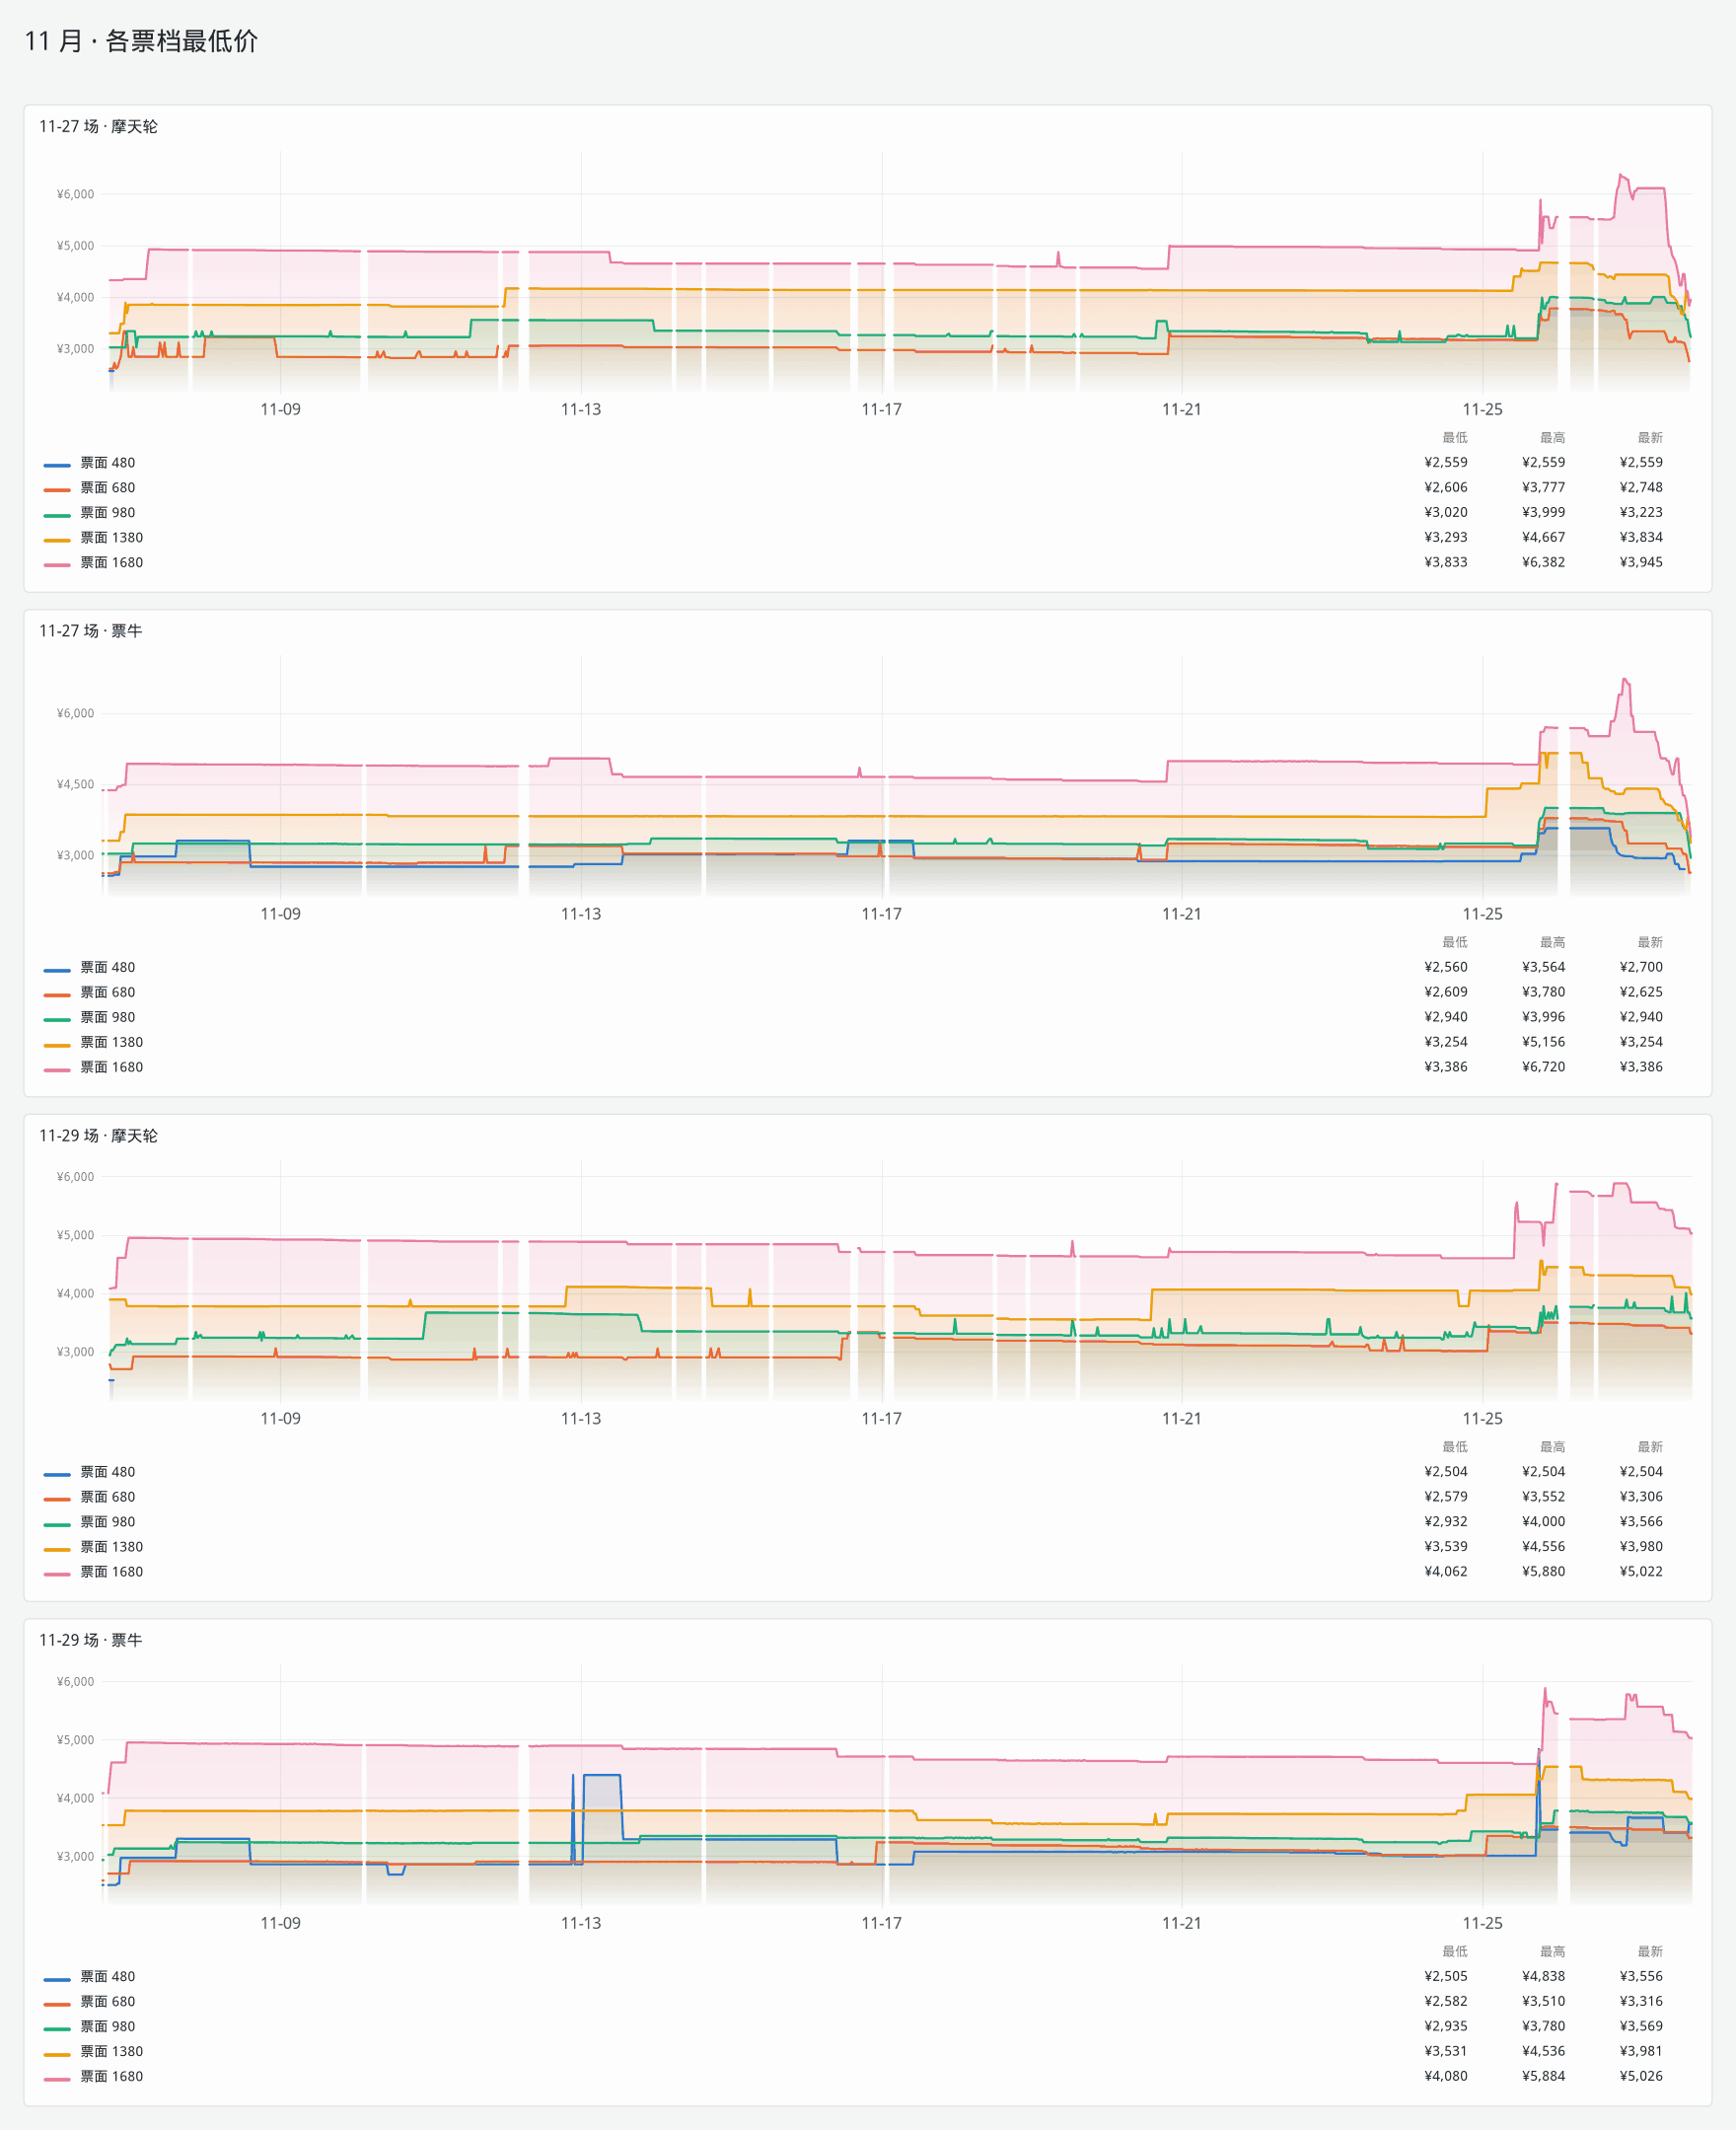 11 月 · 各票档最低价
11-27 场 · 摩天轮
¥6,000
¥5,000
¥4,000
¥3,000
11-09 11-13 11-17 11-21 11-25
最低 最高 最新
票面 480 ¥2,559 ¥2,559 ¥2,559
票面 680 ¥2,606 ¥3,777 ¥2,748
票面 980 ¥3,020 ¥3,999 ¥3,223
票面 1380 ¥3,293 ¥4,667 ¥3,834
票面 1680 ¥3,833 ¥6,382 ¥3,945
11-27 场 · 票牛
¥6,000
¥4,500
¥3,000
11-09 11-13 11-17 11-21 11-25
最低 最高 最新
票面 480 ¥2,560 ¥3,564 ¥2,700
票面 680 ¥2,609 ¥3,780 ¥2,625
票面 980 ¥2,940 ¥3,996 ¥2,940
票面 1380 ¥3,254 ¥5,156 ¥3,254
票面 1680 ¥3,386 ¥6,720 ¥3,386
11-29 场 · 摩天轮
¥6,000
¥5,000
¥4,000
¥3,000
11-09 11-13 11-17 11-21 11-25
最低 最高 最新
票面 480 ¥2,504 ¥2,504 ¥2,504
票面 680 ¥2,579 ¥3,552 ¥3,306
票面 980 ¥2,932 ¥4,000 ¥3,566
票面 1380 ¥3,539 ¥4,556 ¥3,980
票面 1680 ¥4,062 ¥5,880 ¥5,022
11-29 场 · 票牛
¥6,000
¥5,000
¥4,000
¥3,000
11-09 11-13 11-17 11-21 11-25
最低 最高 最新
票面 480 ¥2,505 ¥4,838 ¥3,556
票面 680 ¥2,582 ¥3,510 ¥3,316
票面 980 ¥2,935 ¥3,780 ¥3,569
票面 1380 ¥3,531 ¥4,536 ¥3,981
票面 1680 ¥4,080 ¥5,884 ¥5,026